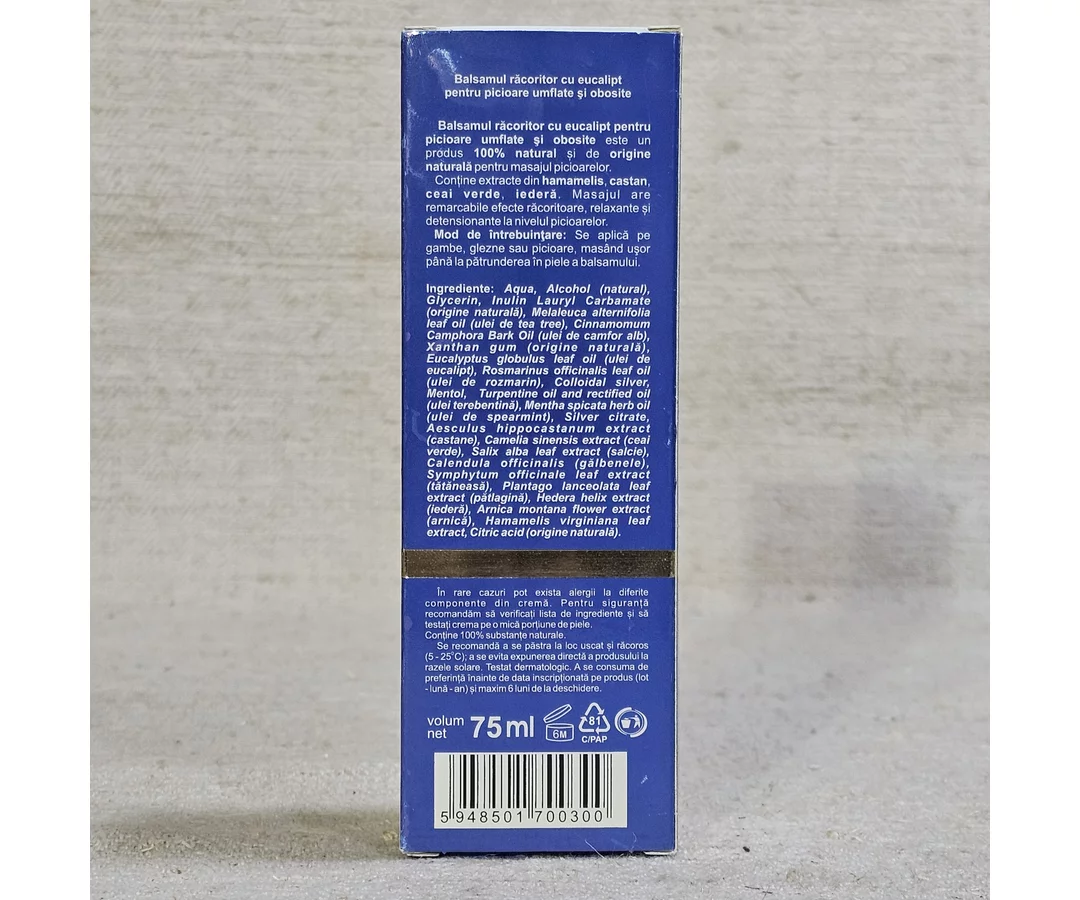 Balsamul răcoritor cu eucalipt
pentru picioare umflate şi obosite
Balsamul răcoritor cu eucalipt pentru
picioare umflate şi obosite este un
produs 100% natural și de origine
naturală pentru masajul picioarelor.
Conține extracte din hamamelis, castan,
ceai verde, iederă. Masajul are
remarcabile efecte răcoritoare, relaxante și
detensionante la nivelul picioarelor.
Mod de întrebuinţare: Se aplică pe
gambe, glezne sau picioare, masând ușor
până la pătrunderea în piele a balsamului.
Ingrediente: Aqua, Alcohol (natural),
Glycerin, Inulin Lauryl Carbamate
(origine naturală), Melaleuca alternifolia
leaf oil (ulei de tea tree), Cinnamomum
Camphora Bark Oil (ulei de camfor alb),
Xanthan gum (origine naturală),
Eucalyptus globulus leaf oil (ulei de
eucalipt), Rosmarinus officinalis leaf oil
(ulei de rozmarin), Colloidal silver,
Mentol, Turpentine oil and rectified oil
(ulei terebentină), Mentha spicata herb oil
(ulei de spearmint), Silver citrate,
Aesculus hippocastanum extract
(castane), Camelia sinensis extract (ceai
verde), Salix alba leaf extract (salcie),
Calendula officinalis (gălbenele),
Symphytum officinale leaf extract
(tătăneasă), Plantago lanceolata leaf
extract (pătlagină), Hedera helix extract
(iederă), Arnica montana flower extract
(arnică), Hamamelis virginiana leaf
extract, Citric acid (origine naturală).
În rare cazuri pot exista alergii la diferite
componente din cremă. Pentru siguranță
recomandăm să verificați lista de ingrediente și să
testați crema pe o mică porțiune de piele.
Conține 100% substanțe naturale.
Se recomandă a se păstra la loc uscat și răcoros
(5 - 25°C); a se evita expunerea directă a produsului la
razele solare. Testat dermatologic. A se consuma de
preferință înainte de data inscripționată pe produs (lot
- lună - an) și maxim 6 luni de la deschidere.
volum net 75ml 6M 81 C/PAP
5 948501 700300